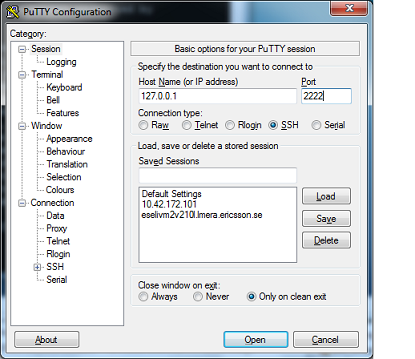 PuTTY Configuration
Category:
Session
Logging
Terminal
Keyboard
Bell
Features
Window
Appearance
Behaviour
Translation
Selection
Colours
Connection
Data
Proxy
Telnet
Rlogin
SSH
Serial
Basic options for your PuTTY session
Specify the destination you want to connect to
Host Name (or IP address) Port
127.0.0.1 2222
Connection type:
Raw Telnet Rlogin SSH Serial
Load, save or delete a stored session
Saved Sessions
Default Settings
10.42.172.101
eselivm2v210l.lmera.ericsson.se
Load
Save
Delete
Close window on exit:
Always Never Only on clean exit
About Open Cancel